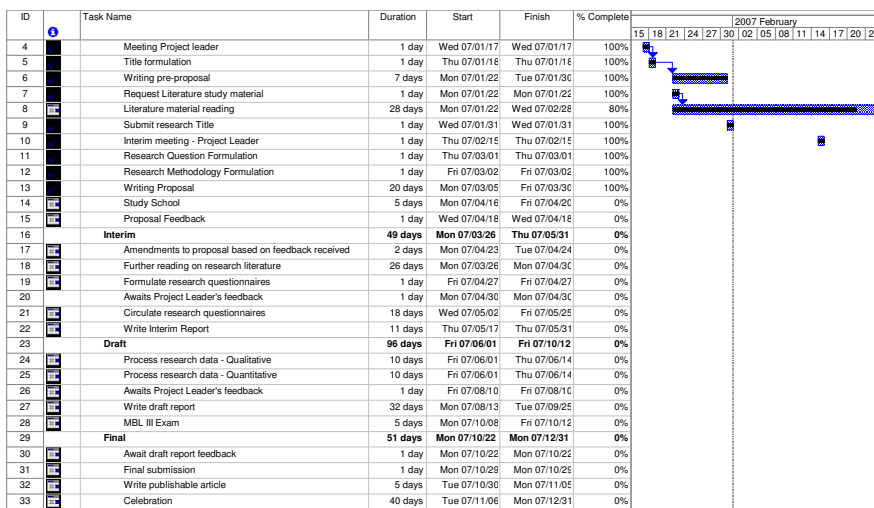 ID Task Name Duration Start Finish % Complete 2007 February
15 18 21 24 27 30 02 05 08 11 14 17 20
4 Meeting Project leader 1 day Wed 07/01/17 Wed 07/01/17 100%
5 Title formulation 1 day Thu 07/01/18 Thu 07/01/18 100%
6 Writing pre-proposal 7 days Mon 07/01/22 Tue 07/01/30 100%
7 Request Literature study material 1 day Mon 07/01/22 Mon 07/01/22 100%
8 Literature material reading 28 days Mon 07/01/22 Wed 07/02/28 80%
9 Submit research Title 1 day Wed 07/01/31 Wed 07/01/31 100%
10 Interim meeting - Project Leader 1 day Thu 07/02/15 Thu 07/02/15 100%
11 Research Question Formulation 1 day Thu 07/03/01 Thu 07/03/01 100%
12 Research Methodology Formulation 1 day Fri 07/03/02 Fri 07/03/02 100%
13 Writing Proposal 20 days Mon 07/03/05 Fri 07/03/30 100%
14 Study School 5 days Mon 07/04/16 Fri 07/04/20 0%
15 Proposal Feedback 1 day Wed 07/04/18 Wed 07/04/18 0%
16 Interim 49 days Mon 07/03/26 Thu 07/05/31 0%
17 Amendments to proposal based on feedback received 2 days Mon 07/04/23 Tue 07/04/24 0%
18 Further reading on research literature 26 days Mon 07/03/26 Mon 07/04/30 0%
19 Formulate research questionnaires 1 day Fri 07/04/27 Fri 07/04/27 0%
20 Awaits Project Leader's feedback 1 day Mon 07/04/30 Mon 07/04/30 0%
21 Circulate research questionnaires 18 days Wed 07/05/02 Fri 07/05/25 0%
22 Write Interim Report 11 days Thu 07/05/17 Thu 07/05/31 0%
23 Draft 96 days Fri 07/06/01 Fri 07/10/12 0%
24 Process research data - Qualitative 10 days Fri 07/06/01 Thu 07/06/14 0%
25 Process research data - Quantitative 10 days Fri 07/06/01 Thu 07/06/14 0%
26 Awaits Project Leader's feedback 1 day Fri 07/08/10 Fri 07/08/10 0%
27 Write draft report 32 days Mon 07/08/13 Tue 07/09/25 0%
28 MBL III Exam 5 days Mon 07/10/08 Fri 07/10/12 0%
29 Final 51 days Mon 07/10/22 Mon 07/12/31 0%
30 Await draft report feedback 1 day Mon 07/10/22 Mon 07/10/22 0%
31 Final submission 1 day Mon 07/10/29 Mon 07/10/29 0%
32 Write publishable article 5 days Tue 07/10/30 Mon 07/11/05 0%
33 Celebration 40 days Tue 07/11/06 Mon 07/12/31 0%